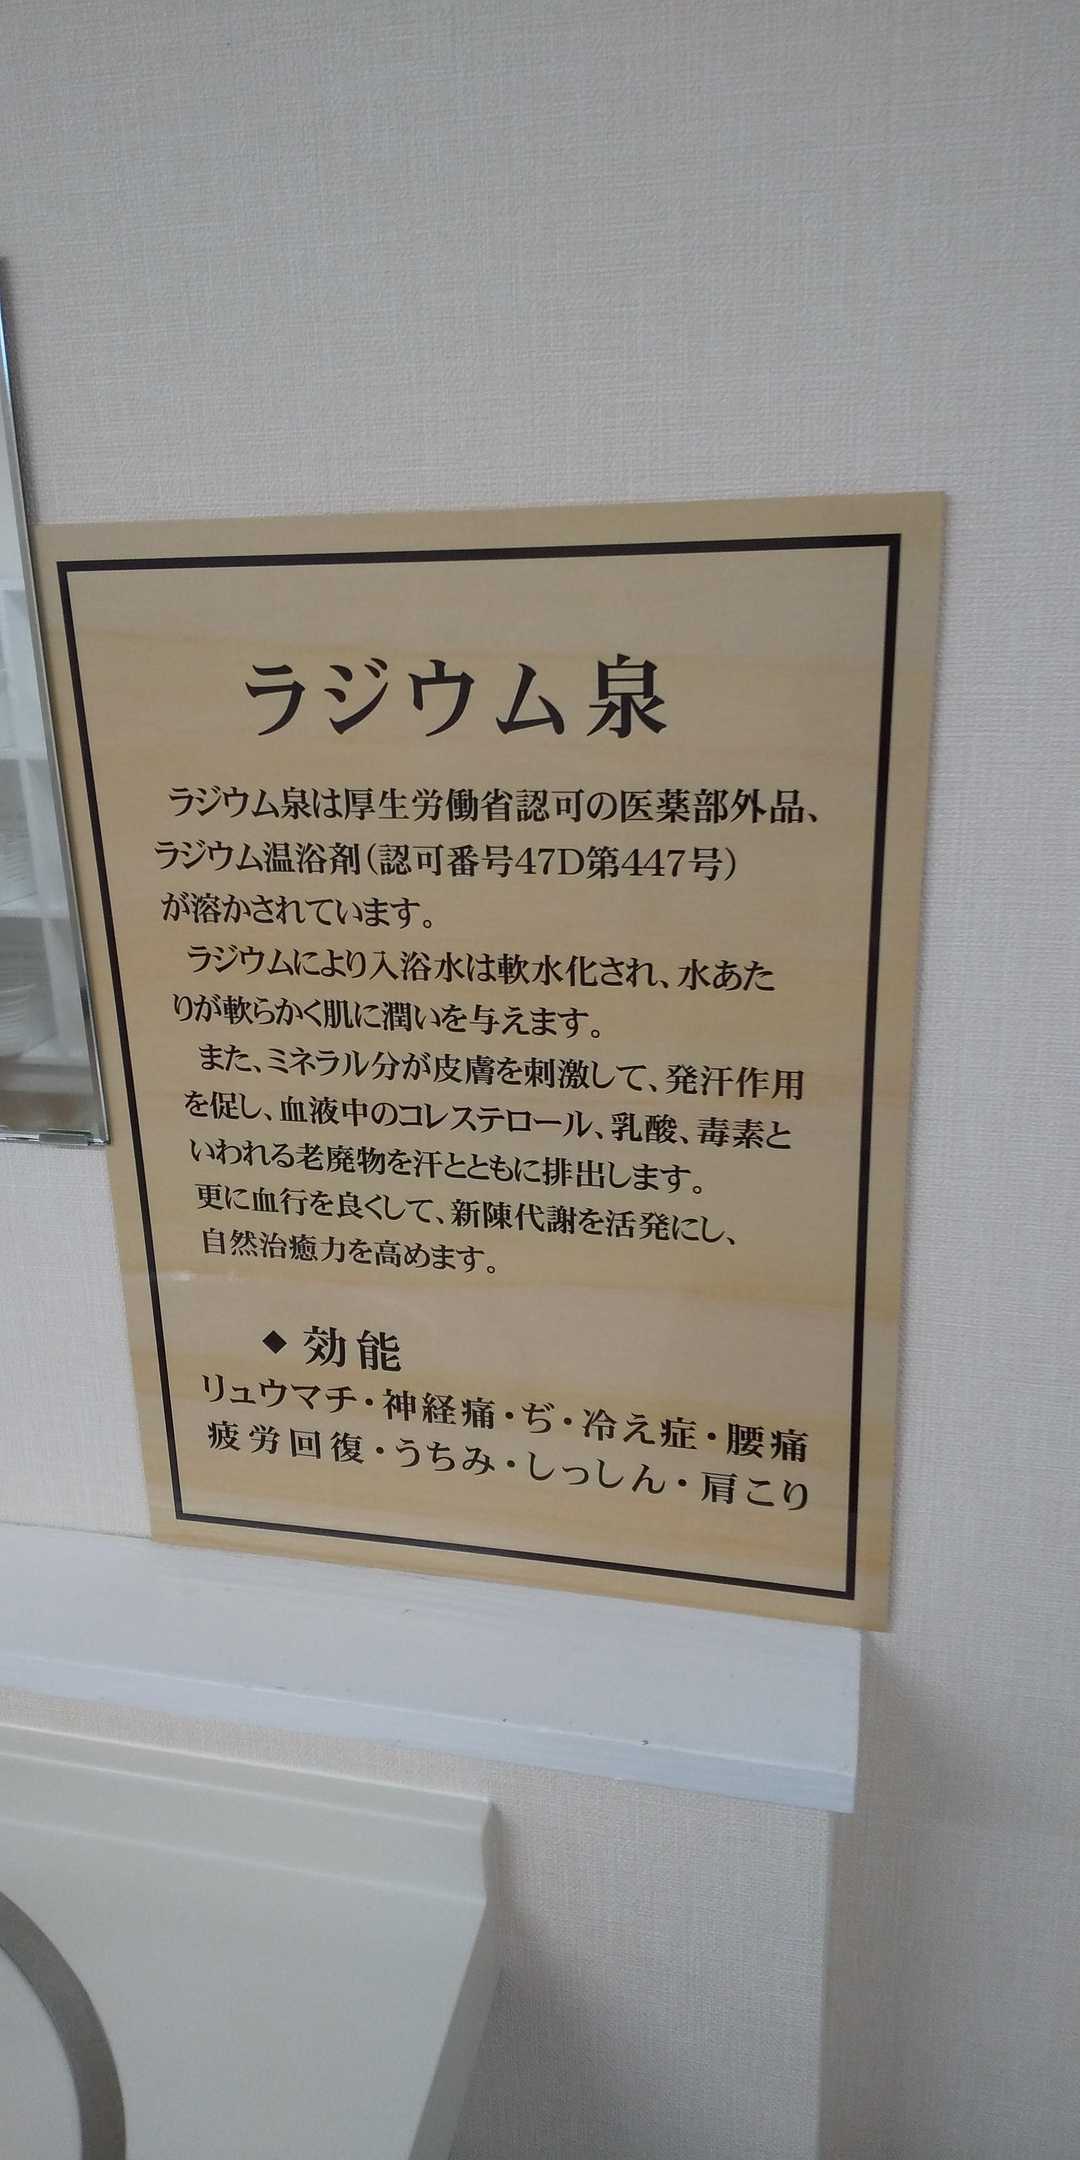 ラジウム泉
ラジウム泉は厚生労働省認可の医薬部外品、
ラジウム温浴剤(認可番号47D第447号)
が溶かされています。
ラジウムにより入浴水は軟水化され、水あた
りが軟らかく肌に潤いを与えます。
また、ミネラル分が皮膚を刺激して、発汗作用
を促し、血液中のコレステロール、乳酸、毒素と
いわれる老廃物を汗とともに排出します。
更に血行を良くして、新陳代謝を活発にし、
自然治癒力を高めます。
◆効能
リュウマチ・神経痛・ぢ・冷え症・腰痛
疲労回復・うちみ・しっしん・肩こり